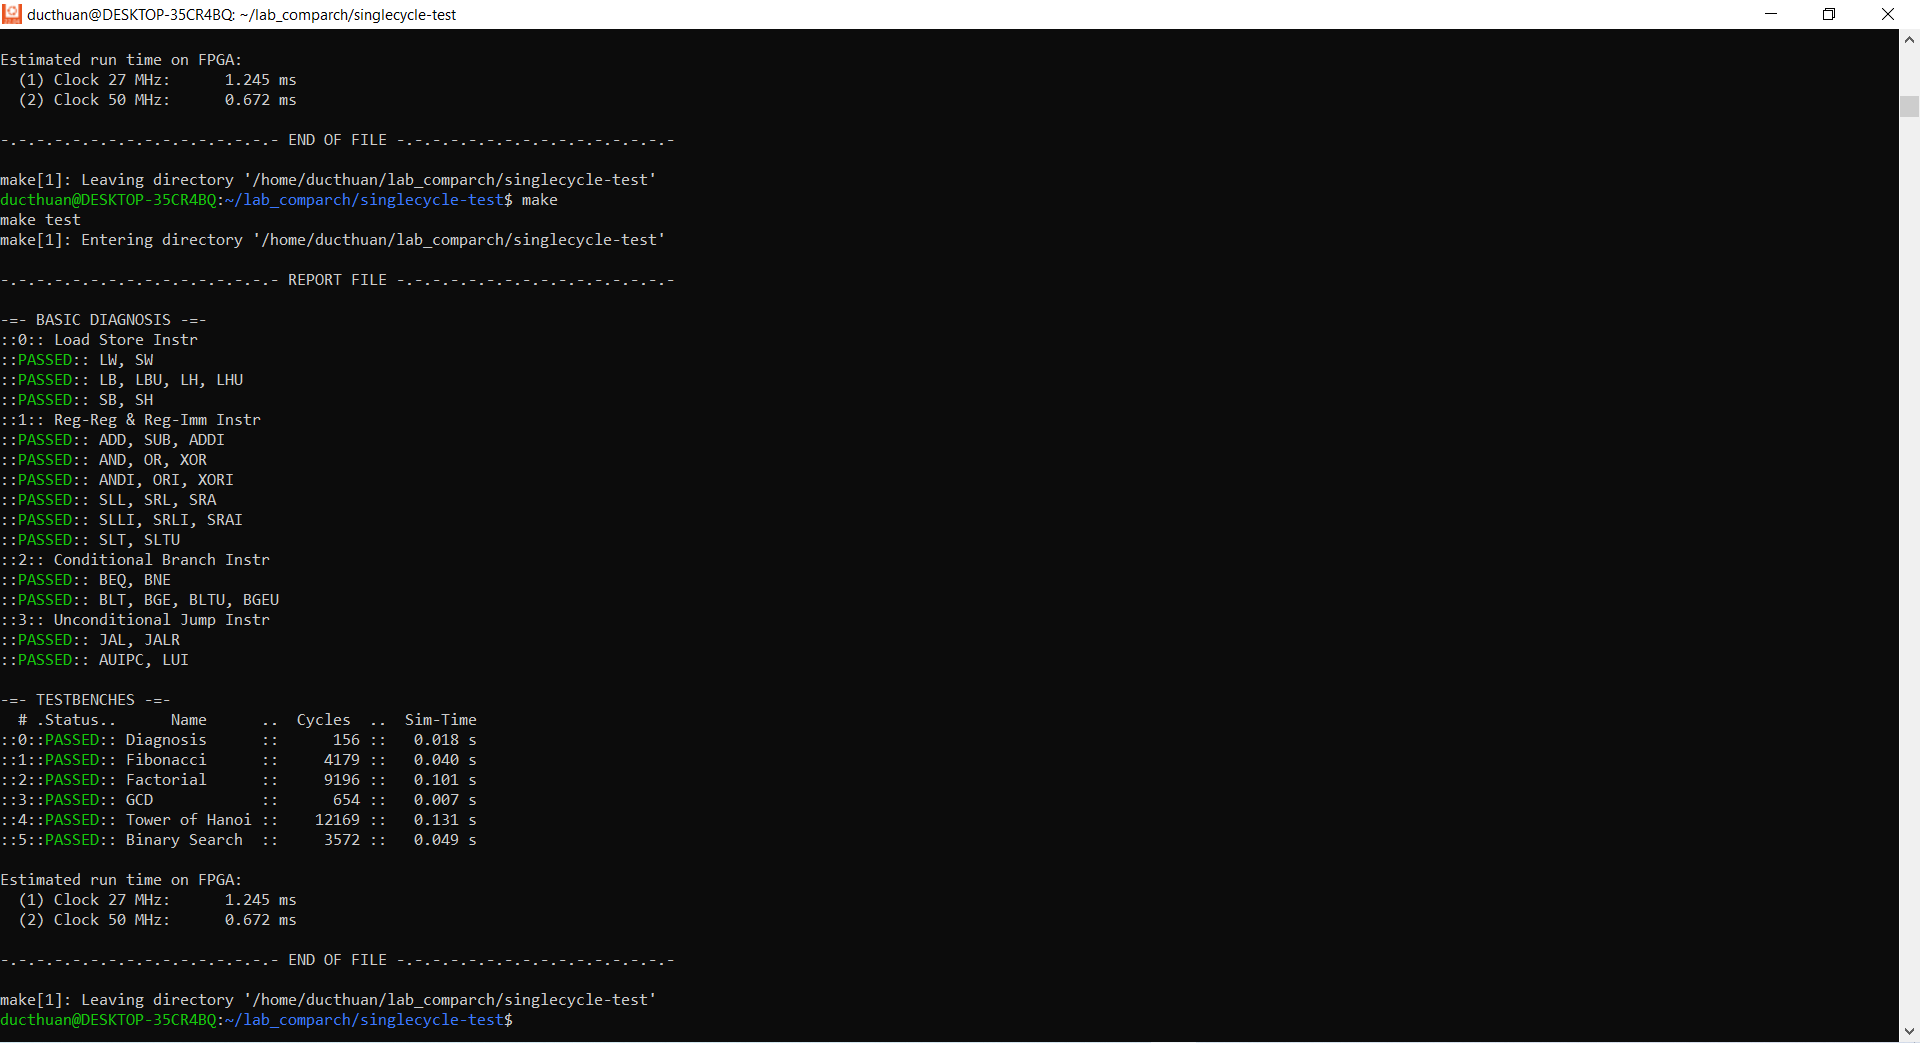 ducthuan@DESKTOP-35CR4BQ: ~/lab_comparch/singlecycle-test
Estimated run time on FPGA:
  (1) Clock 27 MHz:      1.245 ms
  (2) Clock 50 MHz:      0.672 ms
-.-.-.-.-.-.-.-.-.-.-.-.-.-.-.- END OF FILE -.-.-.-.-.-.-.-.-.-.-.-.-.-.-.-
make[1]: Leaving directory '/home/ducthuan/lab_comparch/singlecycle-test'
ducthuan@DESKTOP-35CR4BQ:~/lab_comparch/singlecycle-test$ make
make test
make[1]: Entering directory '/home/ducthuan/lab_comparch/singlecycle-test'
-.-.-.-.-.-.-.-.-.-.-.-.-.-.-.- REPORT FILE -.-.-.-.-.-.-.-.-.-.-.-.-.-.-.-
-=- BASIC DIAGNOSIS -=-
::0:: Load Store Instr
::PASSED:: LW, SW
::PASSED:: LB, LBU, LH, LHU
::PASSED:: SB, SH
::1:: Reg-Reg & Reg-Imm Instr
::PASSED:: ADD, SUB, ADDI
::PASSED:: AND, OR, XOR
::PASSED:: ANDI, ORI, XORI
::PASSED:: SLL, SRL, SRA
::PASSED:: SLLI, SRLI, SRAI
::PASSED:: SLT, SLTU
::2:: Conditional Branch Instr
::PASSED:: BEQ, BNE
::PASSED:: BLT, BGE, BLTU, BGEU
::3:: Unconditional Jump Instr
::PASSED:: JAL, JALR
::PASSED:: AUIPC, LUI
-=- TESTBENCHES -=-
  # .Status..      Name      ..  Cycles  ..  Sim-Time
::0::PASSED:: Diagnosis      ::      156 ::   0.018 s
::1::PASSED:: Fibonacci      ::     4179 ::   0.040 s
::2::PASSED:: Factorial      ::     9196 ::   0.101 s
::3::PASSED:: GCD            ::      654 ::   0.007 s
::4::PASSED:: Tower of Hanoi ::    12169 ::   0.131 s
::5::PASSED:: Binary Search  ::     3572 ::   0.049 s
Estimated run time on FPGA:
  (1) Clock 27 MHz:      1.245 ms
  (2) Clock 50 MHz:      0.672 ms
-.-.-.-.-.-.-.-.-.-.-.-.-.-.-.- END OF FILE -.-.-.-.-.-.-.-.-.-.-.-.-.-.-.-
make[1]: Leaving directory '/home/ducthuan/lab_comparch/singlecycle-test'
ducthuan@DESKTOP-35CR4BQ:~/lab_comparch/singlecycle-test$